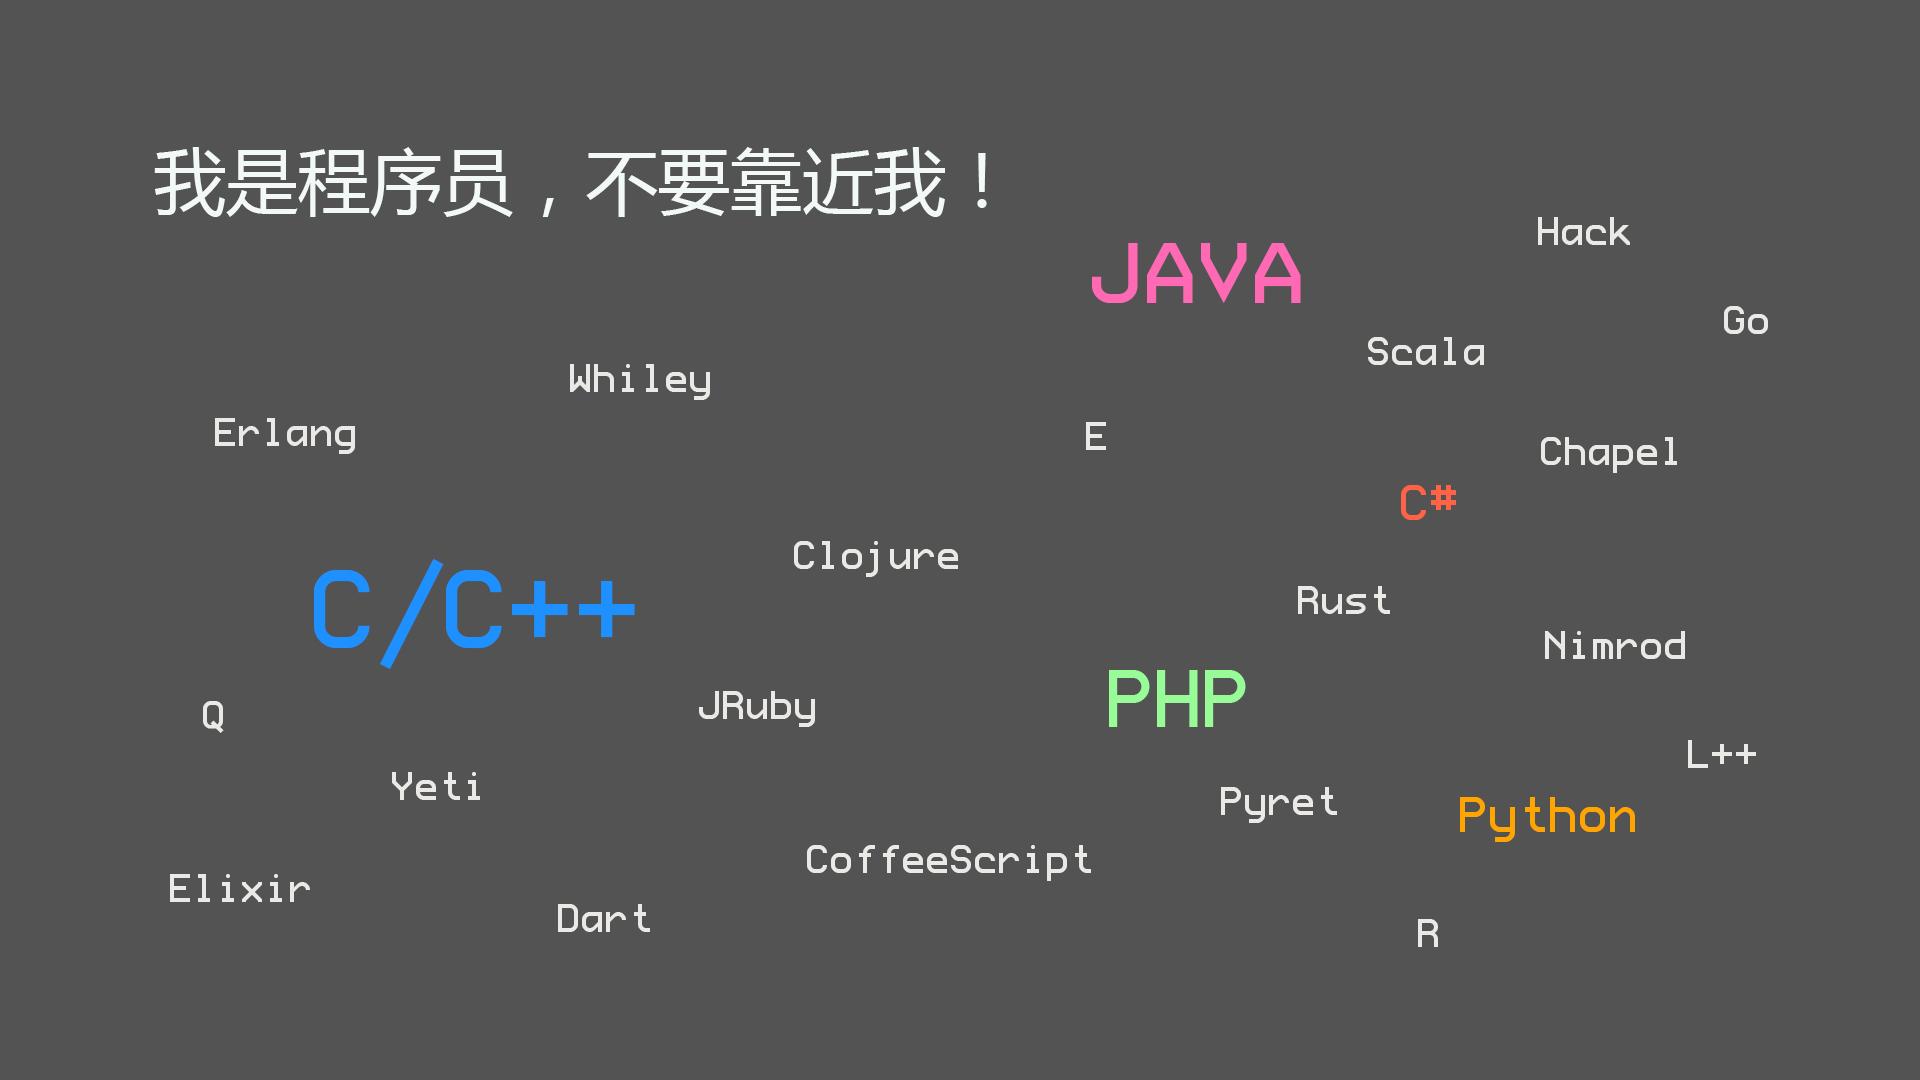 我是程序员，不要靠近我！
Hack
JAVA
Go
Scala
Whiley
Erlang
E
Chapel
C#
Clojure
C/C++
Rust
Nimrod
PHP
JRuby
Q
L++
Yeti
Pyret
Python
CoffeeScript
Elixir
Dart
R